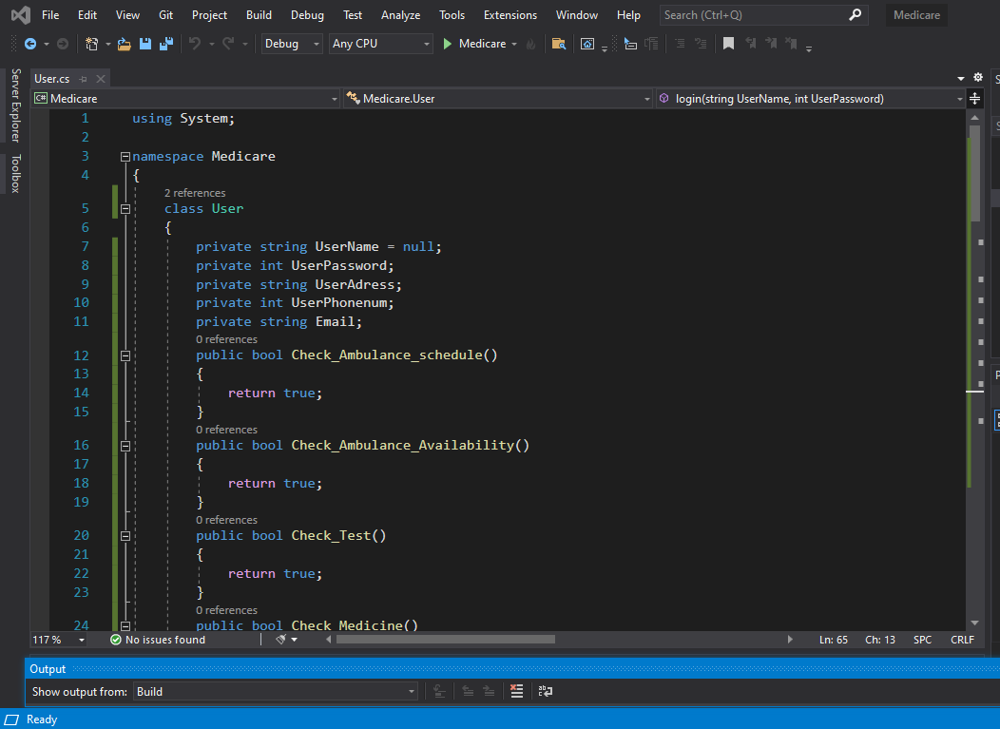 File Edit View Git Project Build Debug Test Analyze Tools Extensions Window Help Search (Ctrl+Q) Medicare
Debug Any CPU Medicare
Server Explorer
Toolbox
User.cs
C# Medicare Medicare.User login(string UserName, int UserPassword)
1 using System;
2
3 namespace Medicare
4 {
2 references
5 class User
6 {
7 private string UserName = null;
8 private int UserPassword;
9 private string UserAdress;
10 private int UserPhonenum;
11 private string Email;
0 references
12 public bool Check_Ambulance_schedule()
13 {
14 return true;
15 }
0 references
16 public bool Check_Ambulance_Availability()
17 {
18 return true;
19 }
0 references
20 public bool Check_Test()
21 {
22 return true;
23 }
0 references
24 public bool Check_Medicine()
117 % No issues found Ln: 65 Ch: 13 SPC CRLF
Output
Show output from: Build
Ready